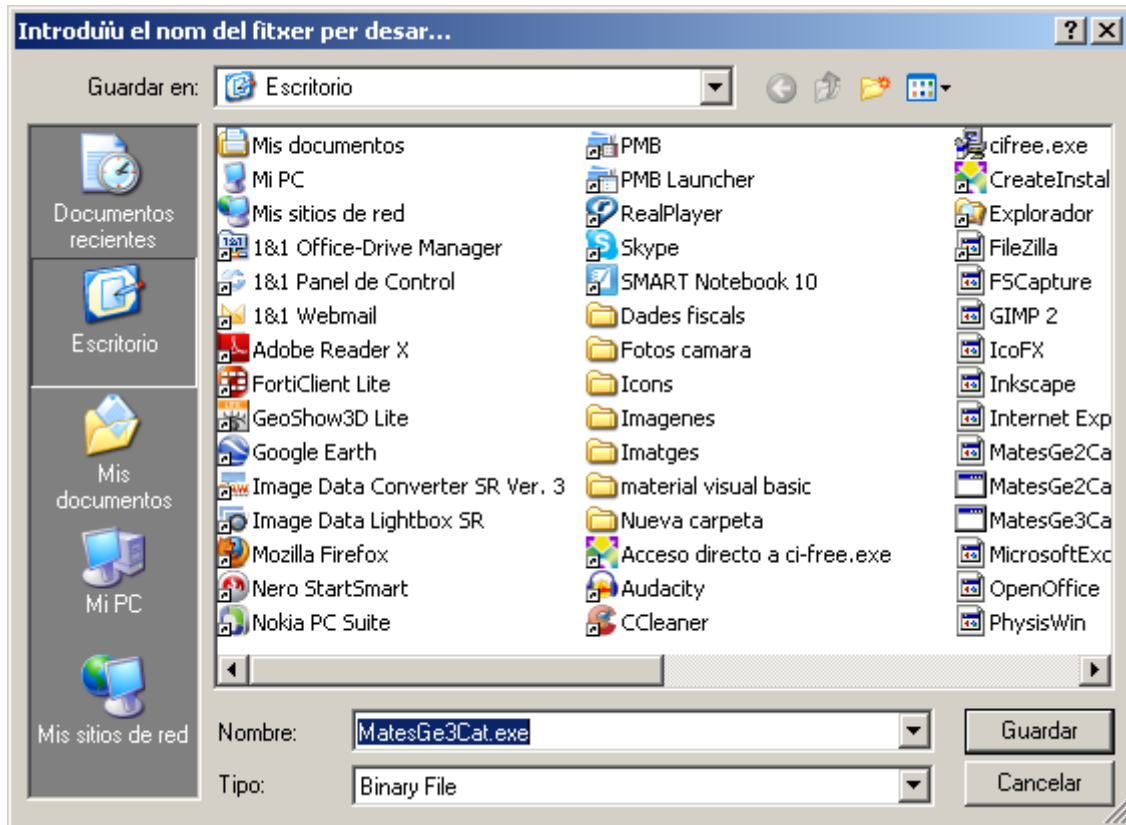 Introduïu el nom del fitxer per desar...
Guardar en:
Escritorio
Documentos
recientes
Escritorio
Mis
documentos
Mi PC
Mis sitios de red
Mis documentos
Mi PC
Mis sitios de red
1&1 Office-Drive Manager
1&1 Panel de Control
1&1 Webmail
Adobe Reader X
FortiClient Lite
GeoShow3D Lite
Google Earth
Image Data Converter SR Ver. 3
Image Data Lightbox SR
Mozilla Firefox
Nero StartSmart
Nokia PC Suite
PMB
PMB Launcher
RealPlayer
Skype
SMART Notebook 10
Dades fiscals
Fotos camara
Icons
Imagenes
Imatges
material visual basic
Nueva carpeta
Acceso directo a ci-free.exe
Audacity
CCleaner
cifree.exe
CreateInstal
Explorador
FileZilla
FSCapture
GIMP 2
IcoFX
Inkscape
Internet Exp
MatesGe2Ca
MatesGe2Ca
MatesGe3Ca
MicrosoftExc
OpenOffice
PhysisWin
Nombre:
MatesGe3Cat.exe
Guardar
Tipo:
Binary File
Cancelar